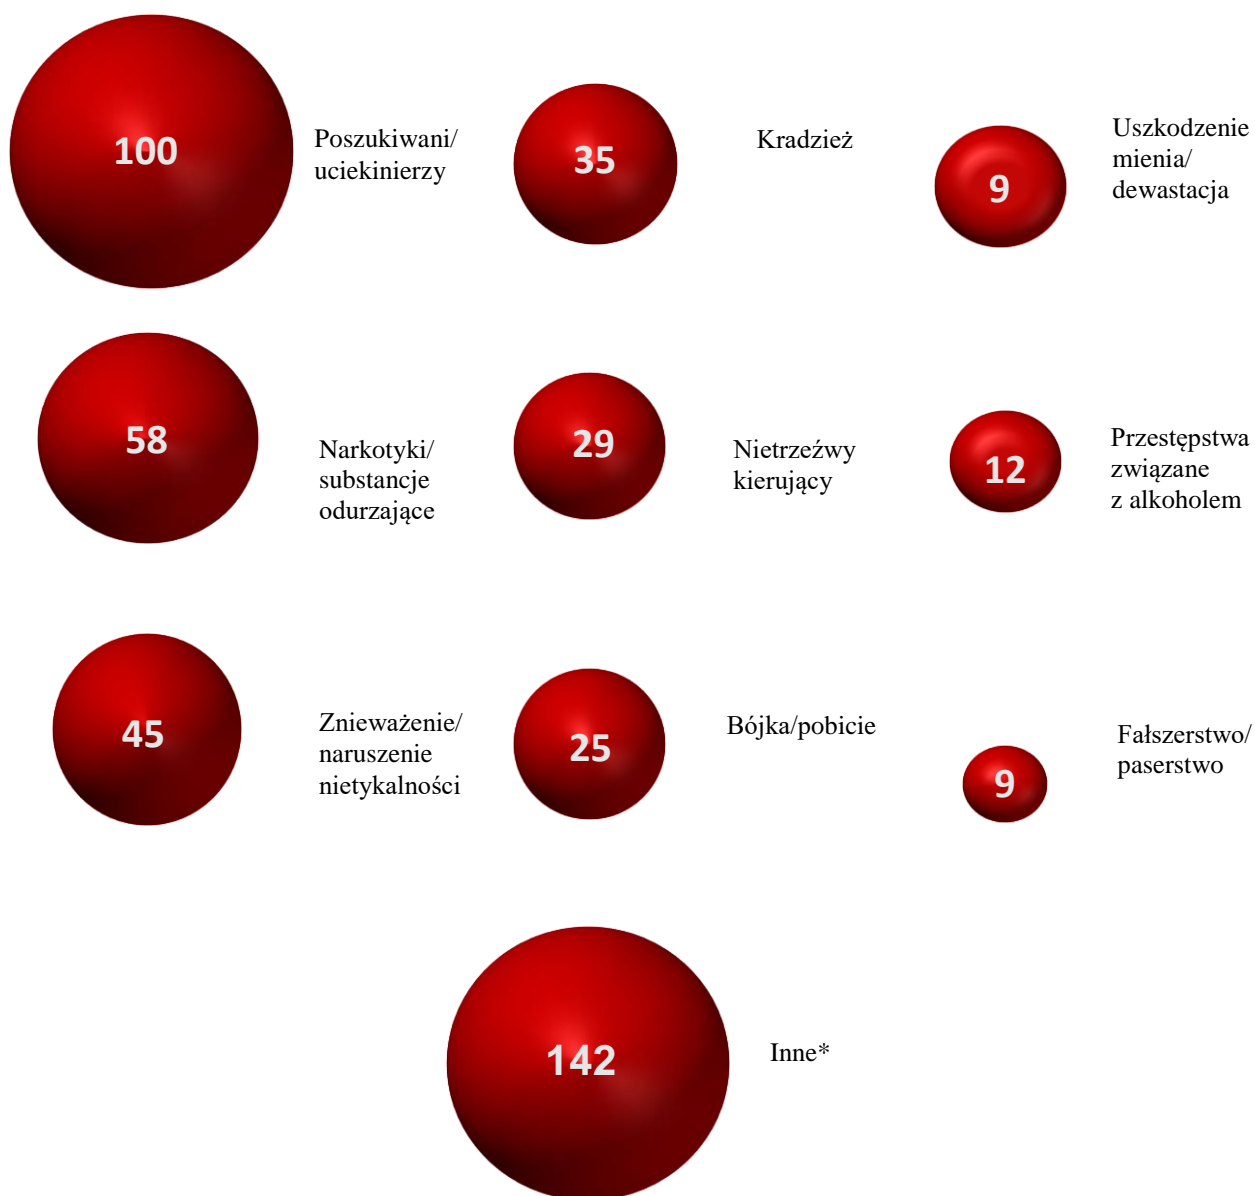 100
Poszukiwani/
uciekinierzy
35
Kradzież
9
Uszkodzenie
mienia/
dewastacja
58
Narkotyki/
substancje
odurzające
29
Nietrzeźwy
kierujący
12
Przestępstwa
związane
z alkoholem
45
Znieważenie/
naruszenie
nietykalności
25
Bójka/pobicie
9
Fałszerstwo/
paserstwo
142
Inne*